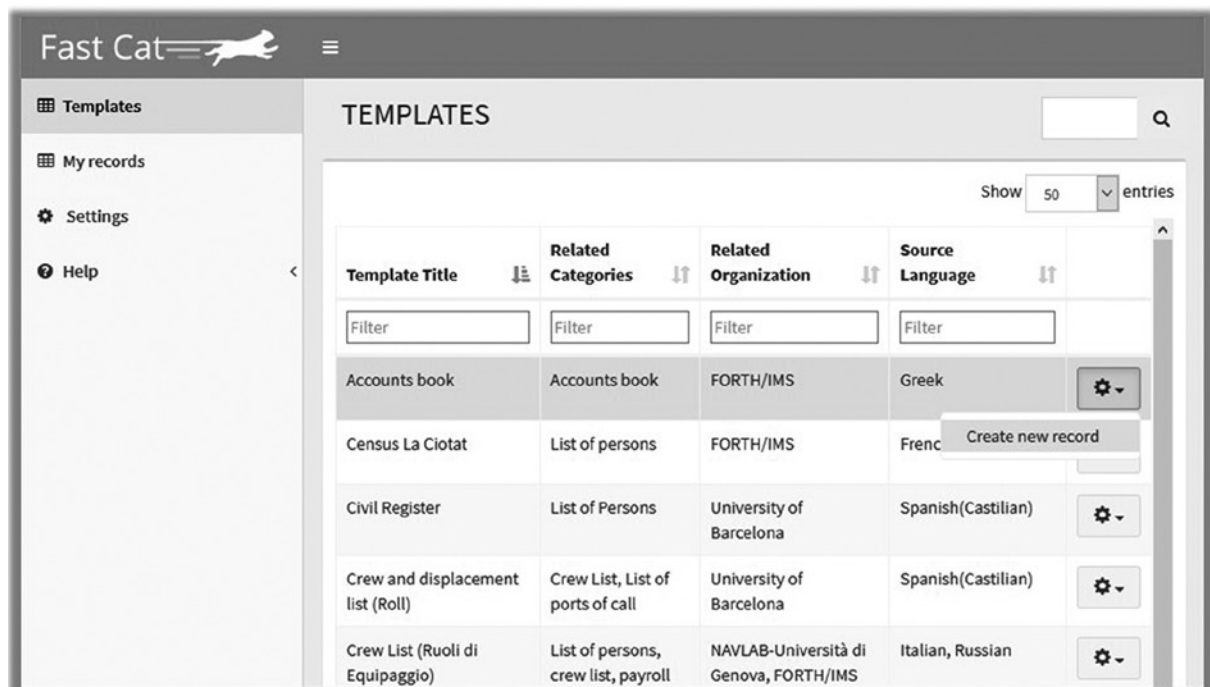 Fast Cat
Templates
My records
Settings
Help
TEMPLATES
Show 50 entries
Template Title
Related
Categories
Related
Organization
Source
Language
Filter
Filter
Filter
Filter
Accounts book
Accounts book
FORTH/IMS
Greek
Create new record
Census La Ciotat
List of persons
FORTH/IMS
Frenc
Civil Register
List of Persons
University of
Barcelona
Spanish(Castilian)
Crew and displacement
list (Roll)
Crew List, List of
ports of call
University of
Barcelona
Spanish(Castilian)
Crew List (Ruoli di
Equipaggio)
List of persons,
crew list, payroll
NAVLAB-Università di
Genova, FORTH/IMS
Italian, Russian